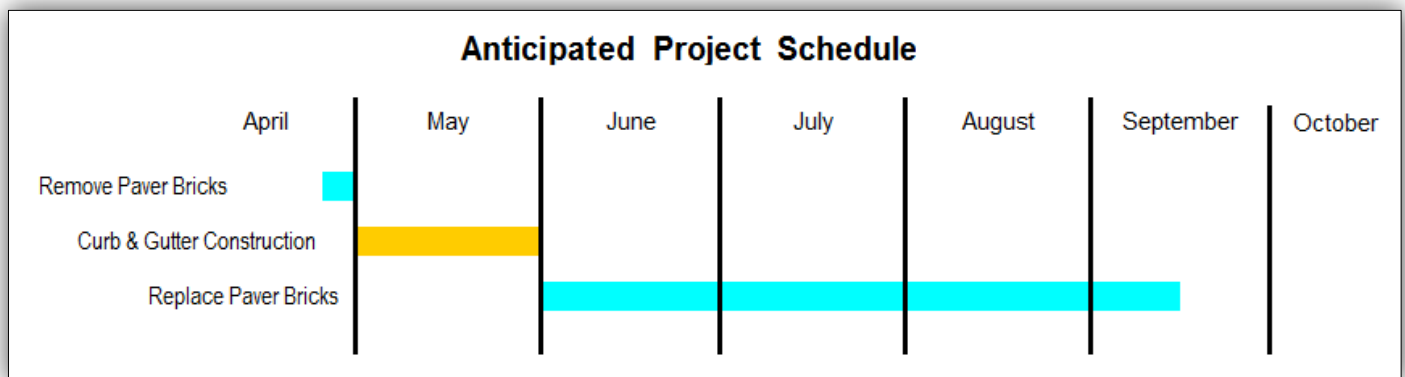 Anticipated Project Schedule
April May June July August September October
Remove Paver Bricks
Curb & Gutter Construction
Replace Paver Bricks